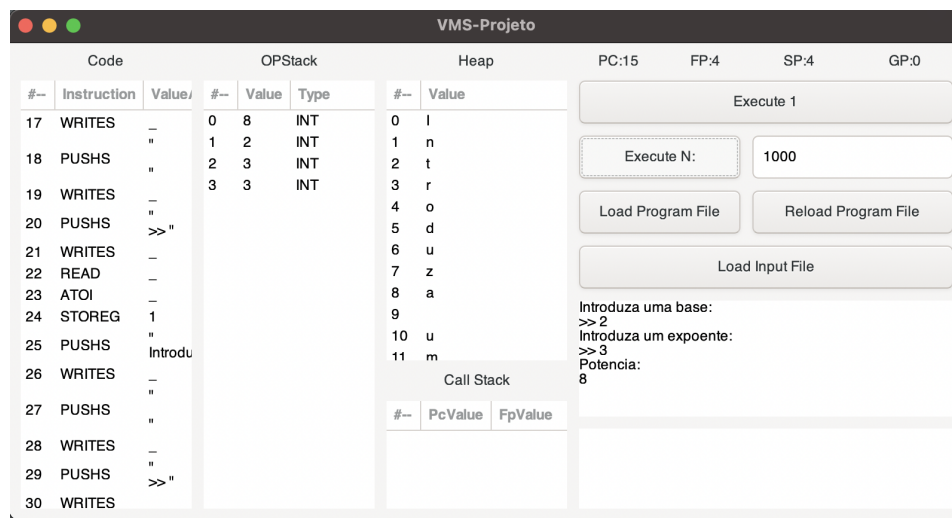 VMS-Projeto
Code
OPStack
Heap
PC:15 FP:4 SP:4 GP:0
#-- Instruction ValueA
17 WRITES _
18 PUSHS "
"
19 WRITES _
20 PUSHS "
>> "
21 WRITES _
22 READ _
23 ATOI _
24 STOREG 1
25 PUSHS "
Introdu
26 WRITES _
27 PUSHS "
"
28 WRITES _
29 PUSHS "
>> "
30 WRITES
#-- Value Type
0 8 INT
1 2 INT
2 3 INT
3 3 INT
#-- Value
0 I
1 n
2 t
3 r
4 o
5 d
6 u
7 z
8 a
9
10 u
11 m
Call Stack
#-- PcValue FpValue
Execute 1
Execute N: 1000
Load Program File Reload Program File
Load Input File
Introduza uma base:
>> 2
Introduza um expoente:
>> 3
Potencia:
8